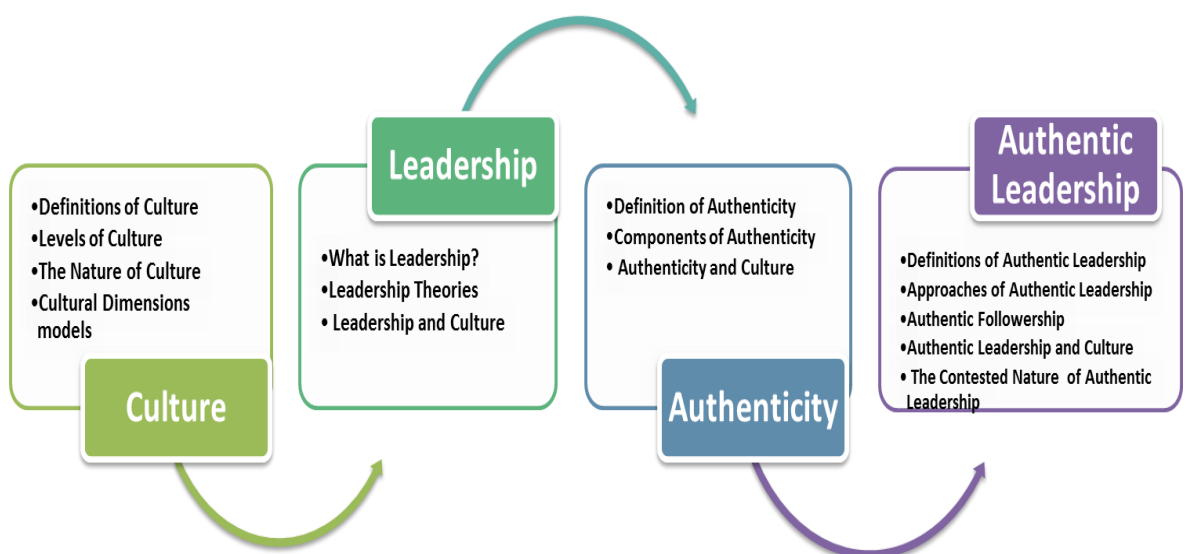 •Definitions of Culture
•Levels of Culture
•The Nature of Culture
•Cultural Dimensions
models
Culture
Leadership
•What is Leadership?
•Leadership Theories
• Leadership and Culture
•Definition of Authenticity
•Components of Authenticity
• Authenticity and Culture
Authenticity
Authentic
Leadership
•Definitions of Authentic Leadership
•Approaches of Authentic Leadership
•Authentic Followership
•Authentic Leadership and Culture
• The Contested Nature of Authentic
Leadership